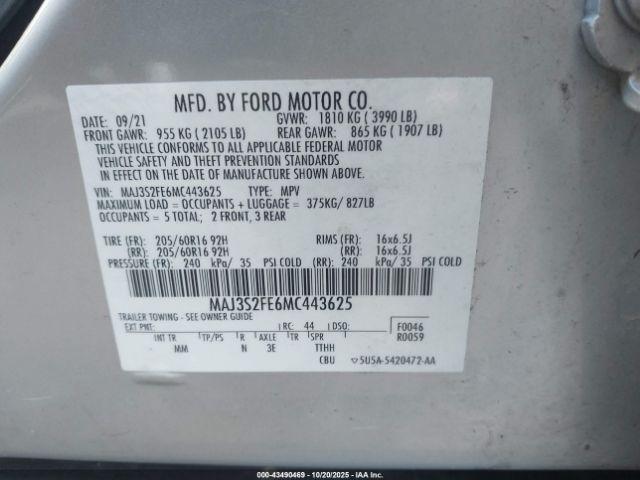 MFD. BY FORD MOTOR CO.
DATE: 09/21 GVWR: 1810 KG ( 3990 LB)
FRONT GAWR: 955 KG ( 2105 LB) REAR GAWR: 865 KG ( 1907 LB)
THIS VEHICLE CONFORMS TO ALL APPLICABLE FEDERAL MOTOR
VEHICLE SAFETY AND THEFT PREVENTION STANDARDS
IN EFFECT ON THE DATE OF MANUFACTURE SHOWN ABOVE.
VIN: MAJ3S2FE6MC443625 TYPE: MPV
MAXIMUM LOAD = OCCUPANTS + LUGGAGE = 375KG/ 827LB
OCCUPANTS = 5 TOTAL; 2 FRONT, 3 REAR
TIRE (FR): 205/60R16 92H RIMS (FR): 16x6.5J
(RR): 205/60R16 92H (RR): 16x6.5J
PRESSURE (FR): 240 kPa/ 35 PSI COLD (RR): 240 kPa/ 35 PSI COLD
MAJ3S2FE6MC443625
TRAILER TOWING - SEE OWNER GUIDE
EXT PNT: RC: 44 DSO: F0046
R0059
INT TR TP/PS R AXLE TR SPR
MM N 3E TTHH
CBU 5U5A-5420472-AA
© 43490469 - 10/20/2025 - IAA, Inc.